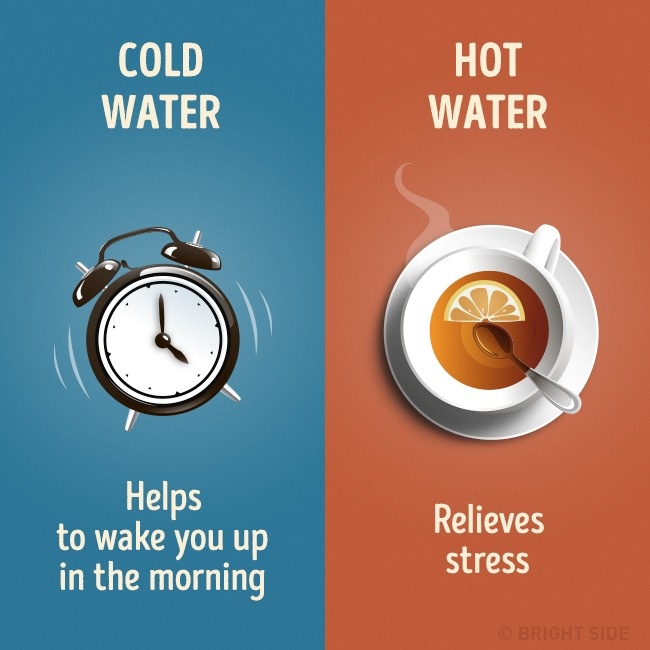 COLD
WATER
Helps
to wake you up
in the morning
HOT
WATER
Relieves
stress
© BRIGHT SIDE